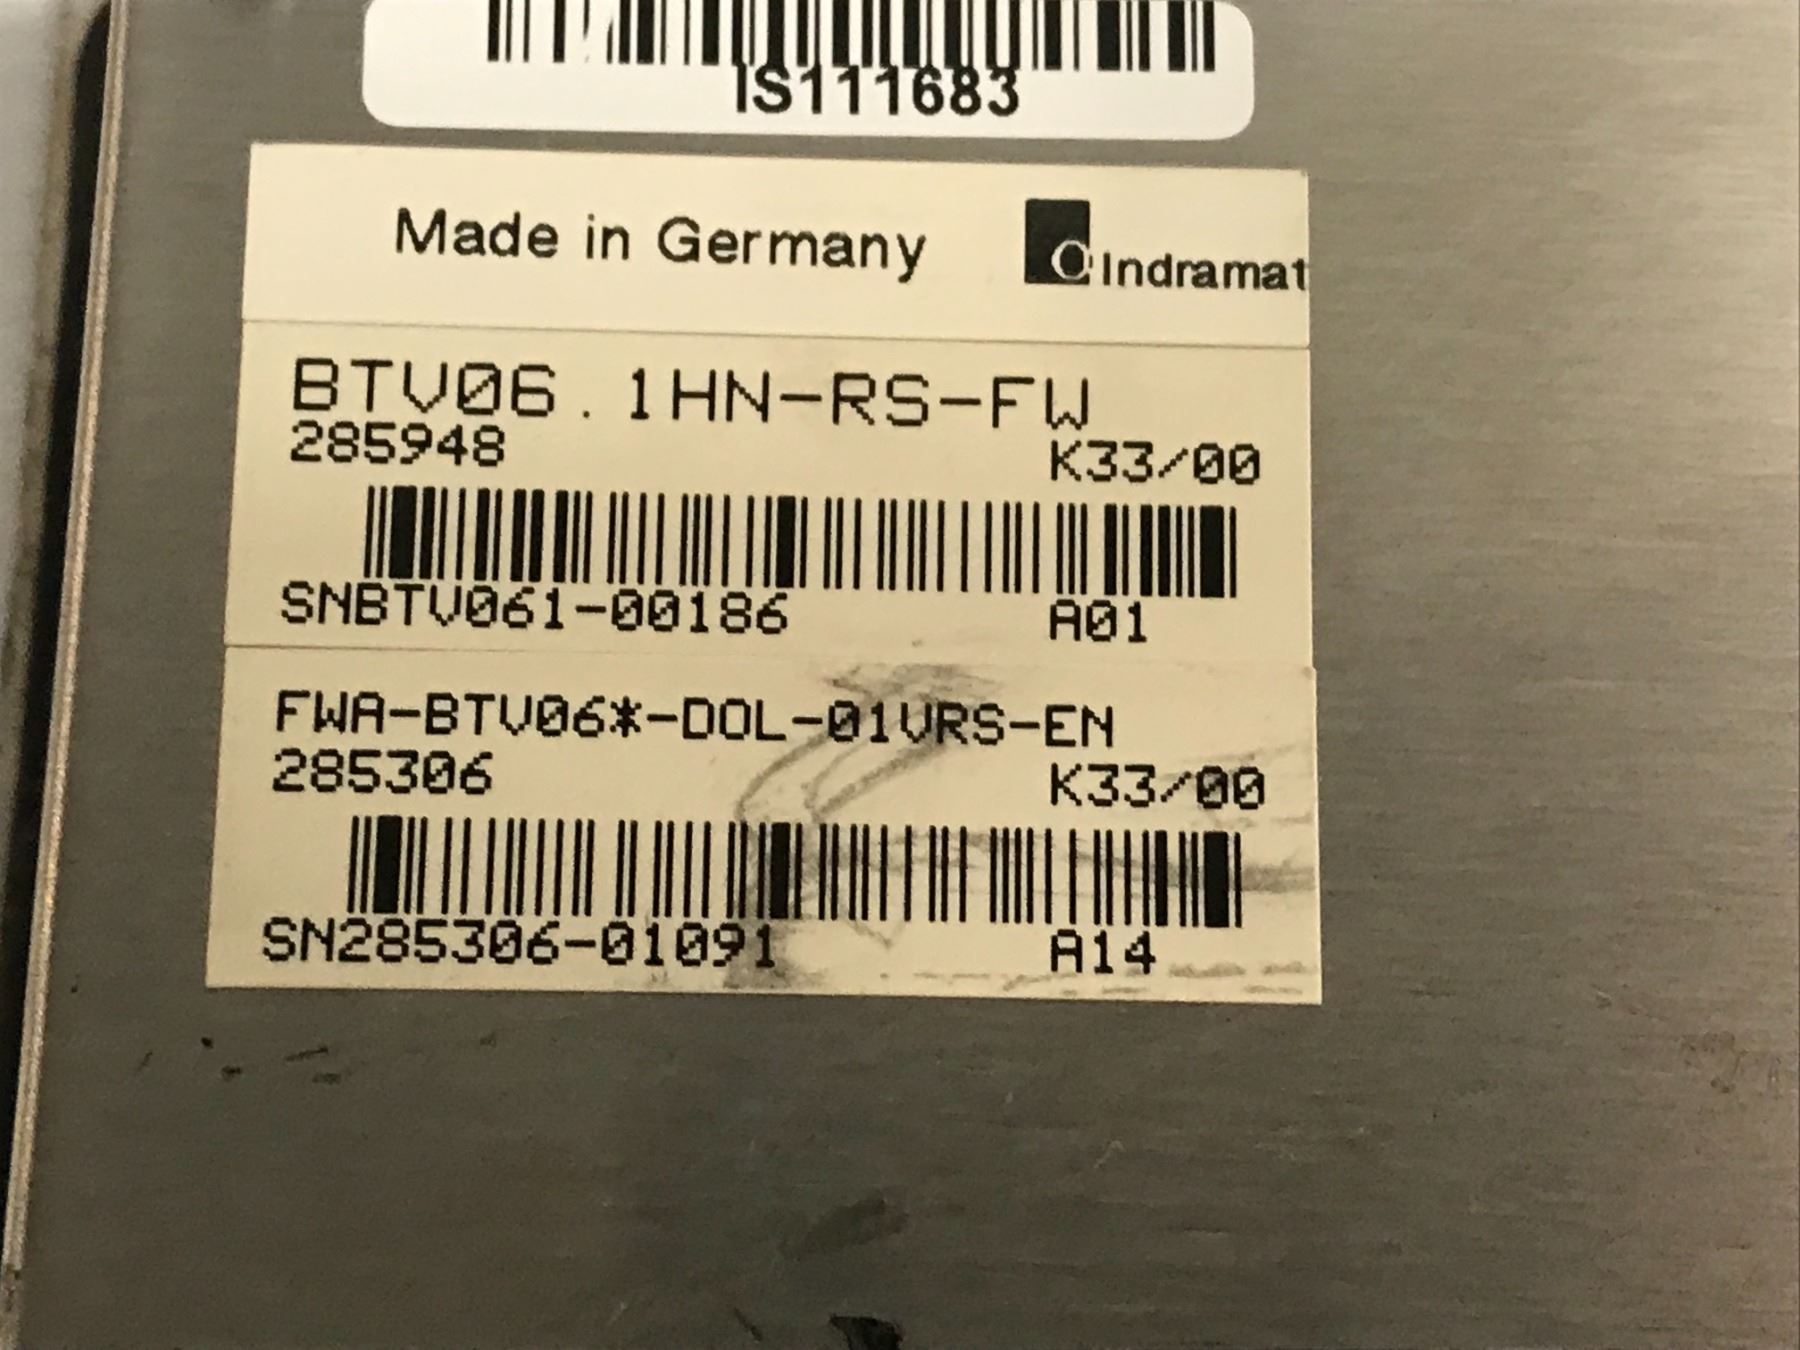 IS111683
Made in Germany Indramat
BTV06.1HN-RS-FW
285948 K33/00
SNBTV061-00186 A01
FWA-BTV06*-DOL-01VRS-EN
285306 K33/00
SN285306-01091 A14